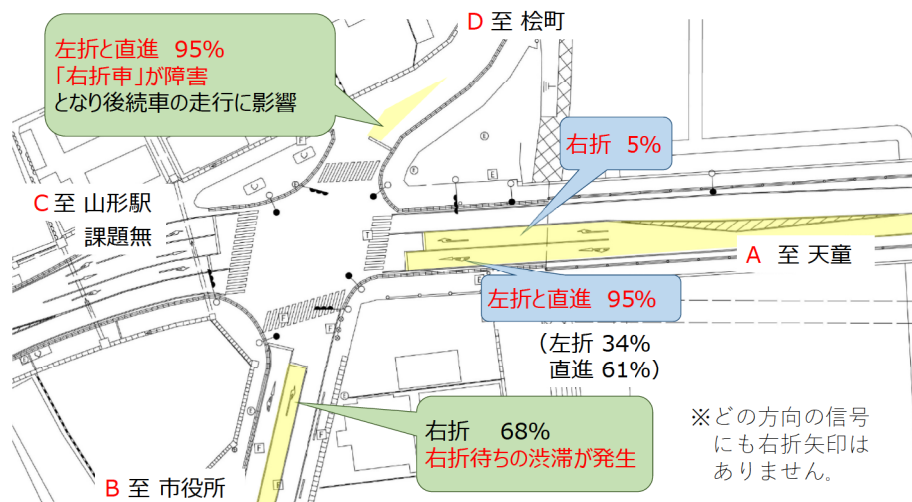 D 至 桧町
左折と直進 95%
「右折車」が障害
となり後続車の走行に影響
右折 5%
C 至 山形駅
課題無
A 至 天童
左折と直進 95%
（左折 34%
直進 61%）
右折 68%
右折待ちの渋滞が発生
※どの方向の信号
にも右折矢印は
ありません。
B 至 市役所